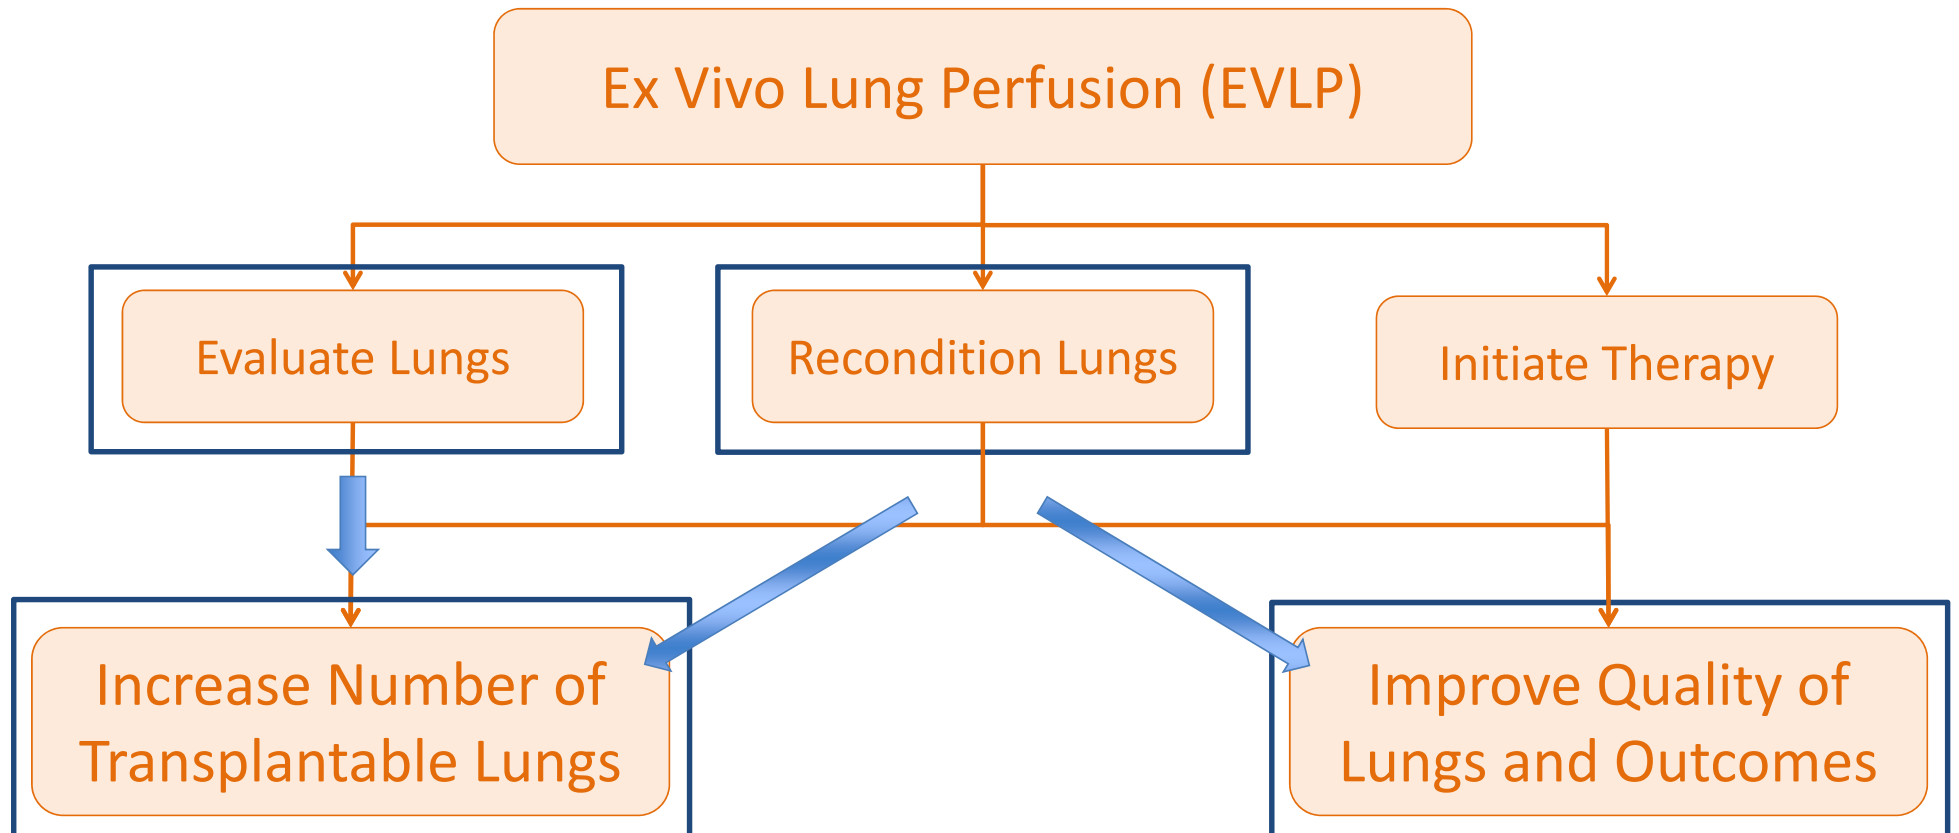 Ex Vivo Lung Perfusion (EVLP)
Evaluate Lungs
Recondition Lungs
Initiate Therapy
Increase Number of
Transplantable Lungs
Improve Quality of
Lungs and Outcomes